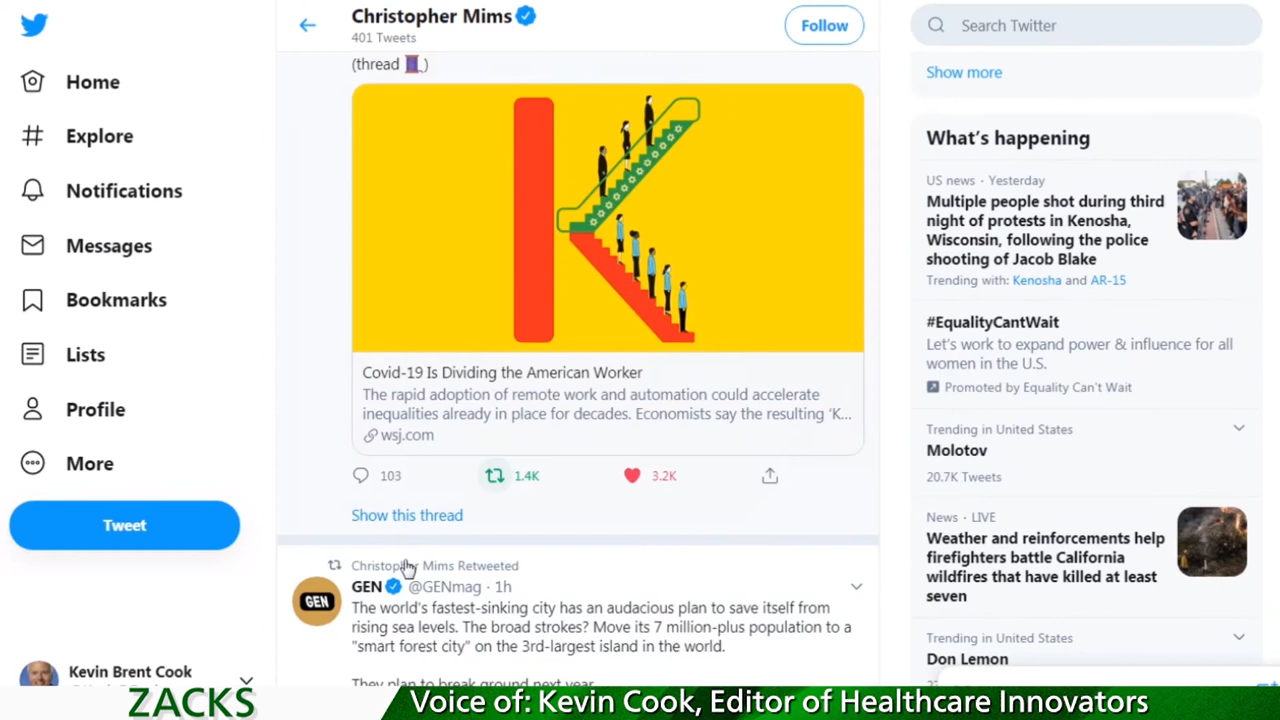 Home
Explore
Notifications
Messages
Bookmarks
Lists
Profile
More
Tweet
Kevin Brent Cook
Christopher Mims
401 Tweets
Follow
(thread 🧵)
K
Covid-19 Is Dividing the American Worker
The rapid adoption of remote work and automation could accelerate
inequalities already in place for decades. Economists say the resulting ‘K...
wsj.com
103
1.4K
3.2K
Show this thread
Christopher Mims Retweeted
GEN
GEN @GENmag · 1h
The world's fastest-sinking city has an audacious plan to save itself from
rising sea levels. The broad strokes? Move its 7 million-plus population to a
"smart forest city" on the 3rd-largest island in the world.
They plan to break ground next year
Search Twitter
Show more
What’s happening
US news · Yesterday
Multiple people shot during third
night of protests in Kenosha,
Wisconsin, following the police
shooting of Jacob Blake
Trending with: Kenosha and AR-15
#EqualityCantWait
Let’s work to expand power & influence for all
women in the U.S.
Promoted by Equality Can’t Wait
Trending in United States
Molotov
20.7K Tweets
News · LIVE
Weather and reinforcements help
firefighters battle California
wildfires that have killed at least
seven
Trending in United States
Don Lemon
ZACKS
Voice of: Kevin Cook, Editor of Healthcare Innovators